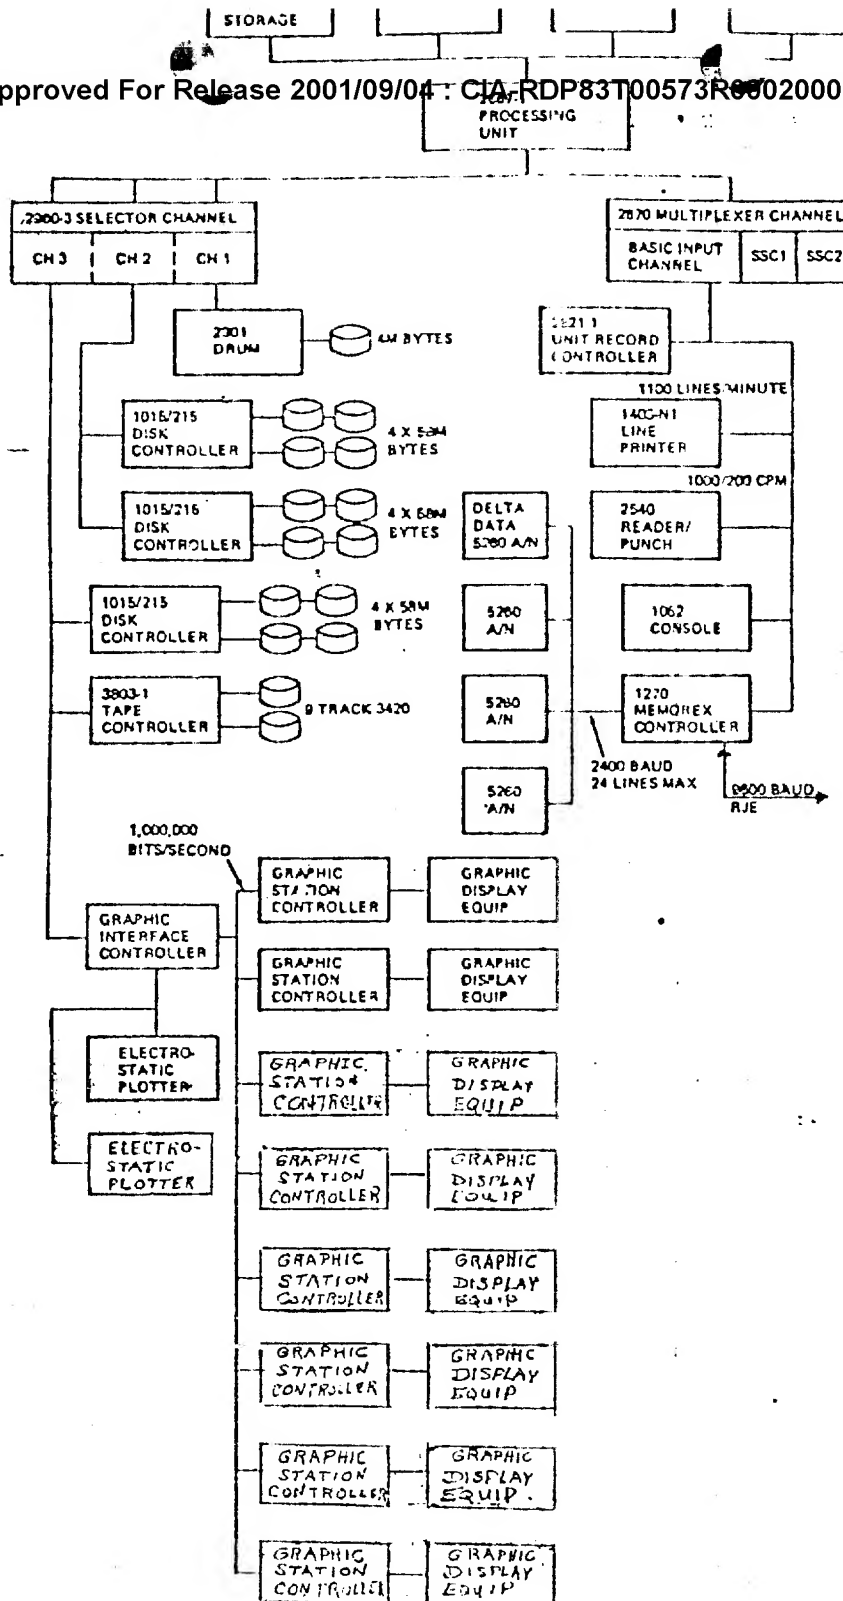 STORAGE
pproved For Release 2001/09/04 : CIA-RDP83T00573R0002000
PROCESSING
UNIT
2860-3 SELECTOR CHANNEL
CH 3
CH 2
CH 1
2870 MULTIPLEXER CHANNEL
BASIC INPUT
CHANNEL
SSC1
SSC2
2301
DRUM
4M BYTES
2821-1
UNIT RECORD
CONTROLLER
1100 LINES/MINUTE
1015/215
DISK
CONTROLLER
4 X 58M
BYTES
1403-N1
LINE
PRINTER
1000/200 CPM
1015/216
DISK
CONTROLLER
4 X 58M
BYTES
DELTA
DATA
5260 A/N
2540
READER/
PUNCH
1015/215
DISK
CONTROLLER
4 X 58M
BYTES
5260
A/N
1062
CONSOLE
3803-1
TAPE
CONTROLLER
9 TRACK 3420
5260
A/N
1270
MEMOREX
CONTROLLER
2400 BAUD
24 LINES MAX
5260
A/N
9600 BAUD
RJE
1,000,000
BITS/SECOND
GRAPHIC
STATION
CONTROLLER
GRAPHIC
DISPLAY
EQUIP
GRAPHIC
INTERFACE
CONTROLLER
GRAPHIC
STATION
CONTROLLER
GRAPHIC
DISPLAY
EQUIP
ELECTRO-
STATIC
PLOTTER
GRAPHIC
STATION
CONTROLLER
GRAPHIC
DISPLAY
EQUIP
ELECTRO-
STATIC
PLOTTER
GRAPHIC
STATION
CONTROLLER
GRAPHIC
DISPLAY
EQUIP
GRAPHIC
STATION
CONTROLLER
GRAPHIC
DISPLAY
EQUIP
GRAPHIC
STATION
CONTROLLER
GRAPHIC
DISPLAY
EQUIP
GRAPHIC
STATION
CONTROLLER
GRAPHIC
DISPLAY
EQUIP.
GRAPHIC
STATION
CONTROLLER
GRAPHIC
DISPLAY
EQUIP